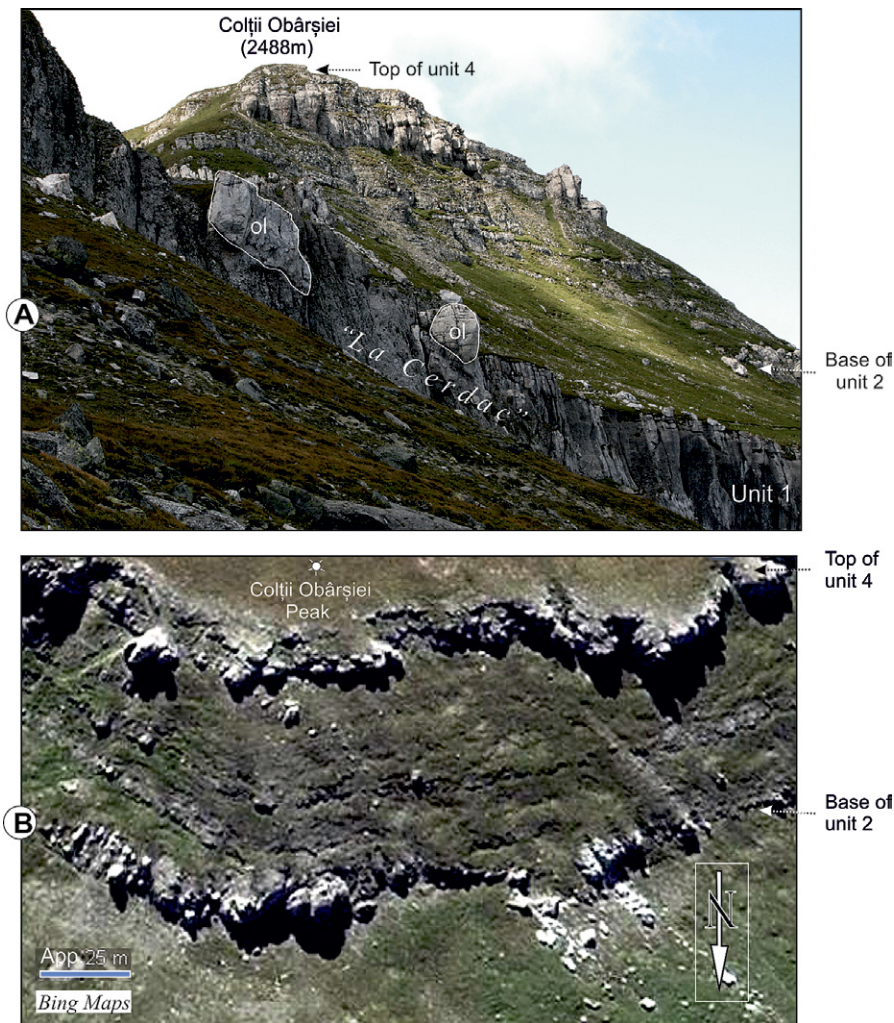 Colții Obârșiei
(2488m)
Top of unit 4
ol
ol
A
"La Cerdac"
Base of
unit 2
Unit 1
Top of
unit 4
Colții Obârșiei
Peak
B
Base of
unit 2
N
App 25 m
Bing Maps